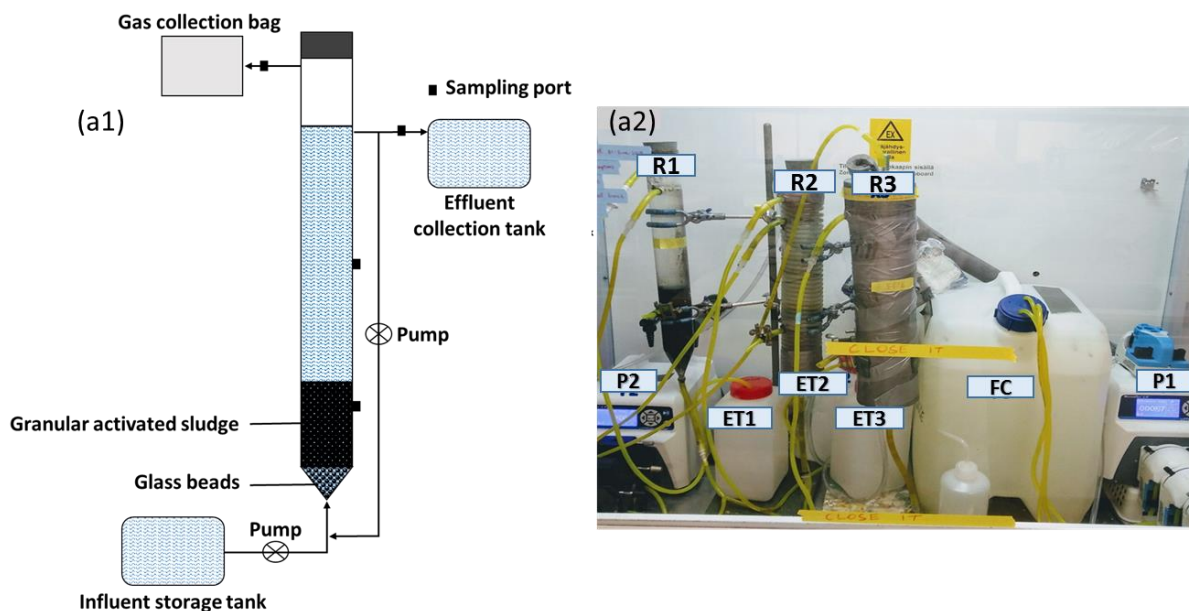 Gas collection bag
(a1)
Sampling port
Effluent
collection tank
Pump
Granular activated sludge
Glass beads
Pump
Influent storage tank
(a2)
EX
R1
R2
R3
P2
ET1
ET2
ET3
FC
P1
CLOSE IT
CLOSE IT